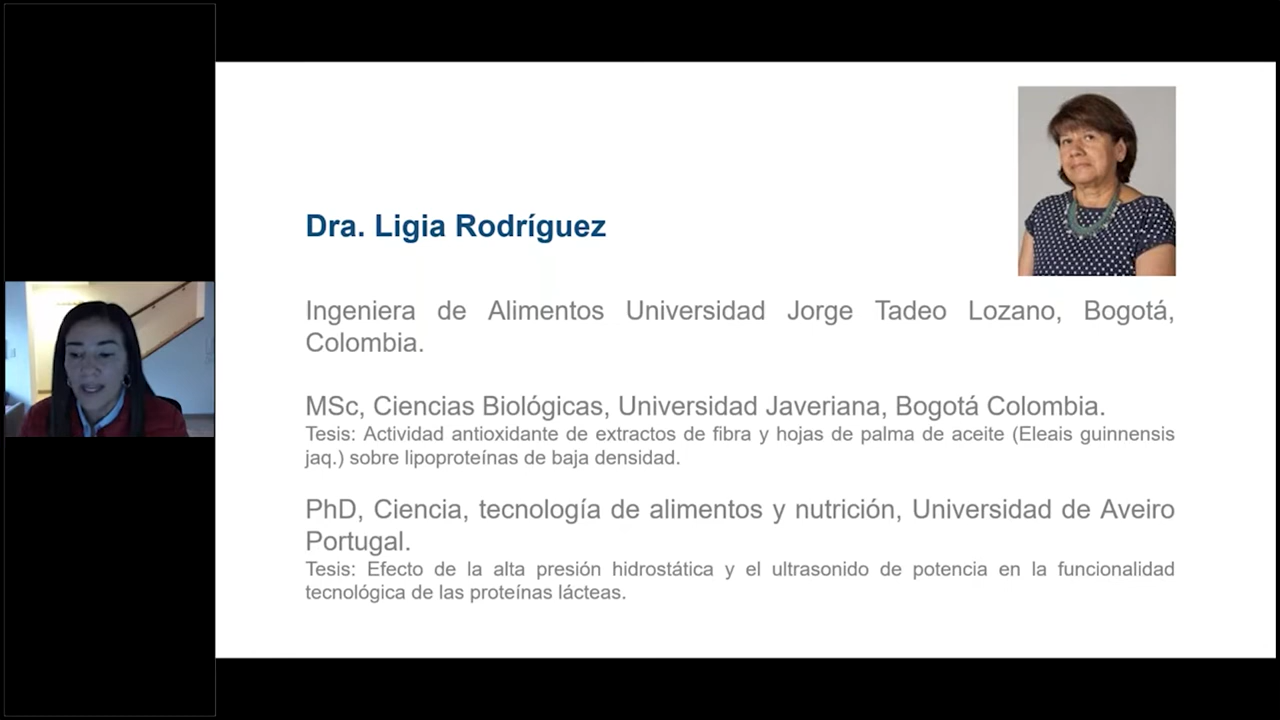 Dra. Ligia Rodríguez
Ingeniera de Alimentos Universidad Jorge Tadeo Lozano, Bogotá,
Colombia.
MSc, Ciencias Biológicas, Universidad Javeriana, Bogotá Colombia.
Tesis: Actividad antioxidante de extractos de fibra y hojas de palma de aceite (Eleais guinnensis
jaq.) sobre lipoproteínas de baja densidad.
PhD, Ciencia, tecnología de alimentos y nutrición, Universidad de Aveiro
Portugal.
Tesis: Efecto de la alta presión hidrostática y el ultrasonido de potencia en la funcionalidad
tecnológica de las proteínas lácteas.